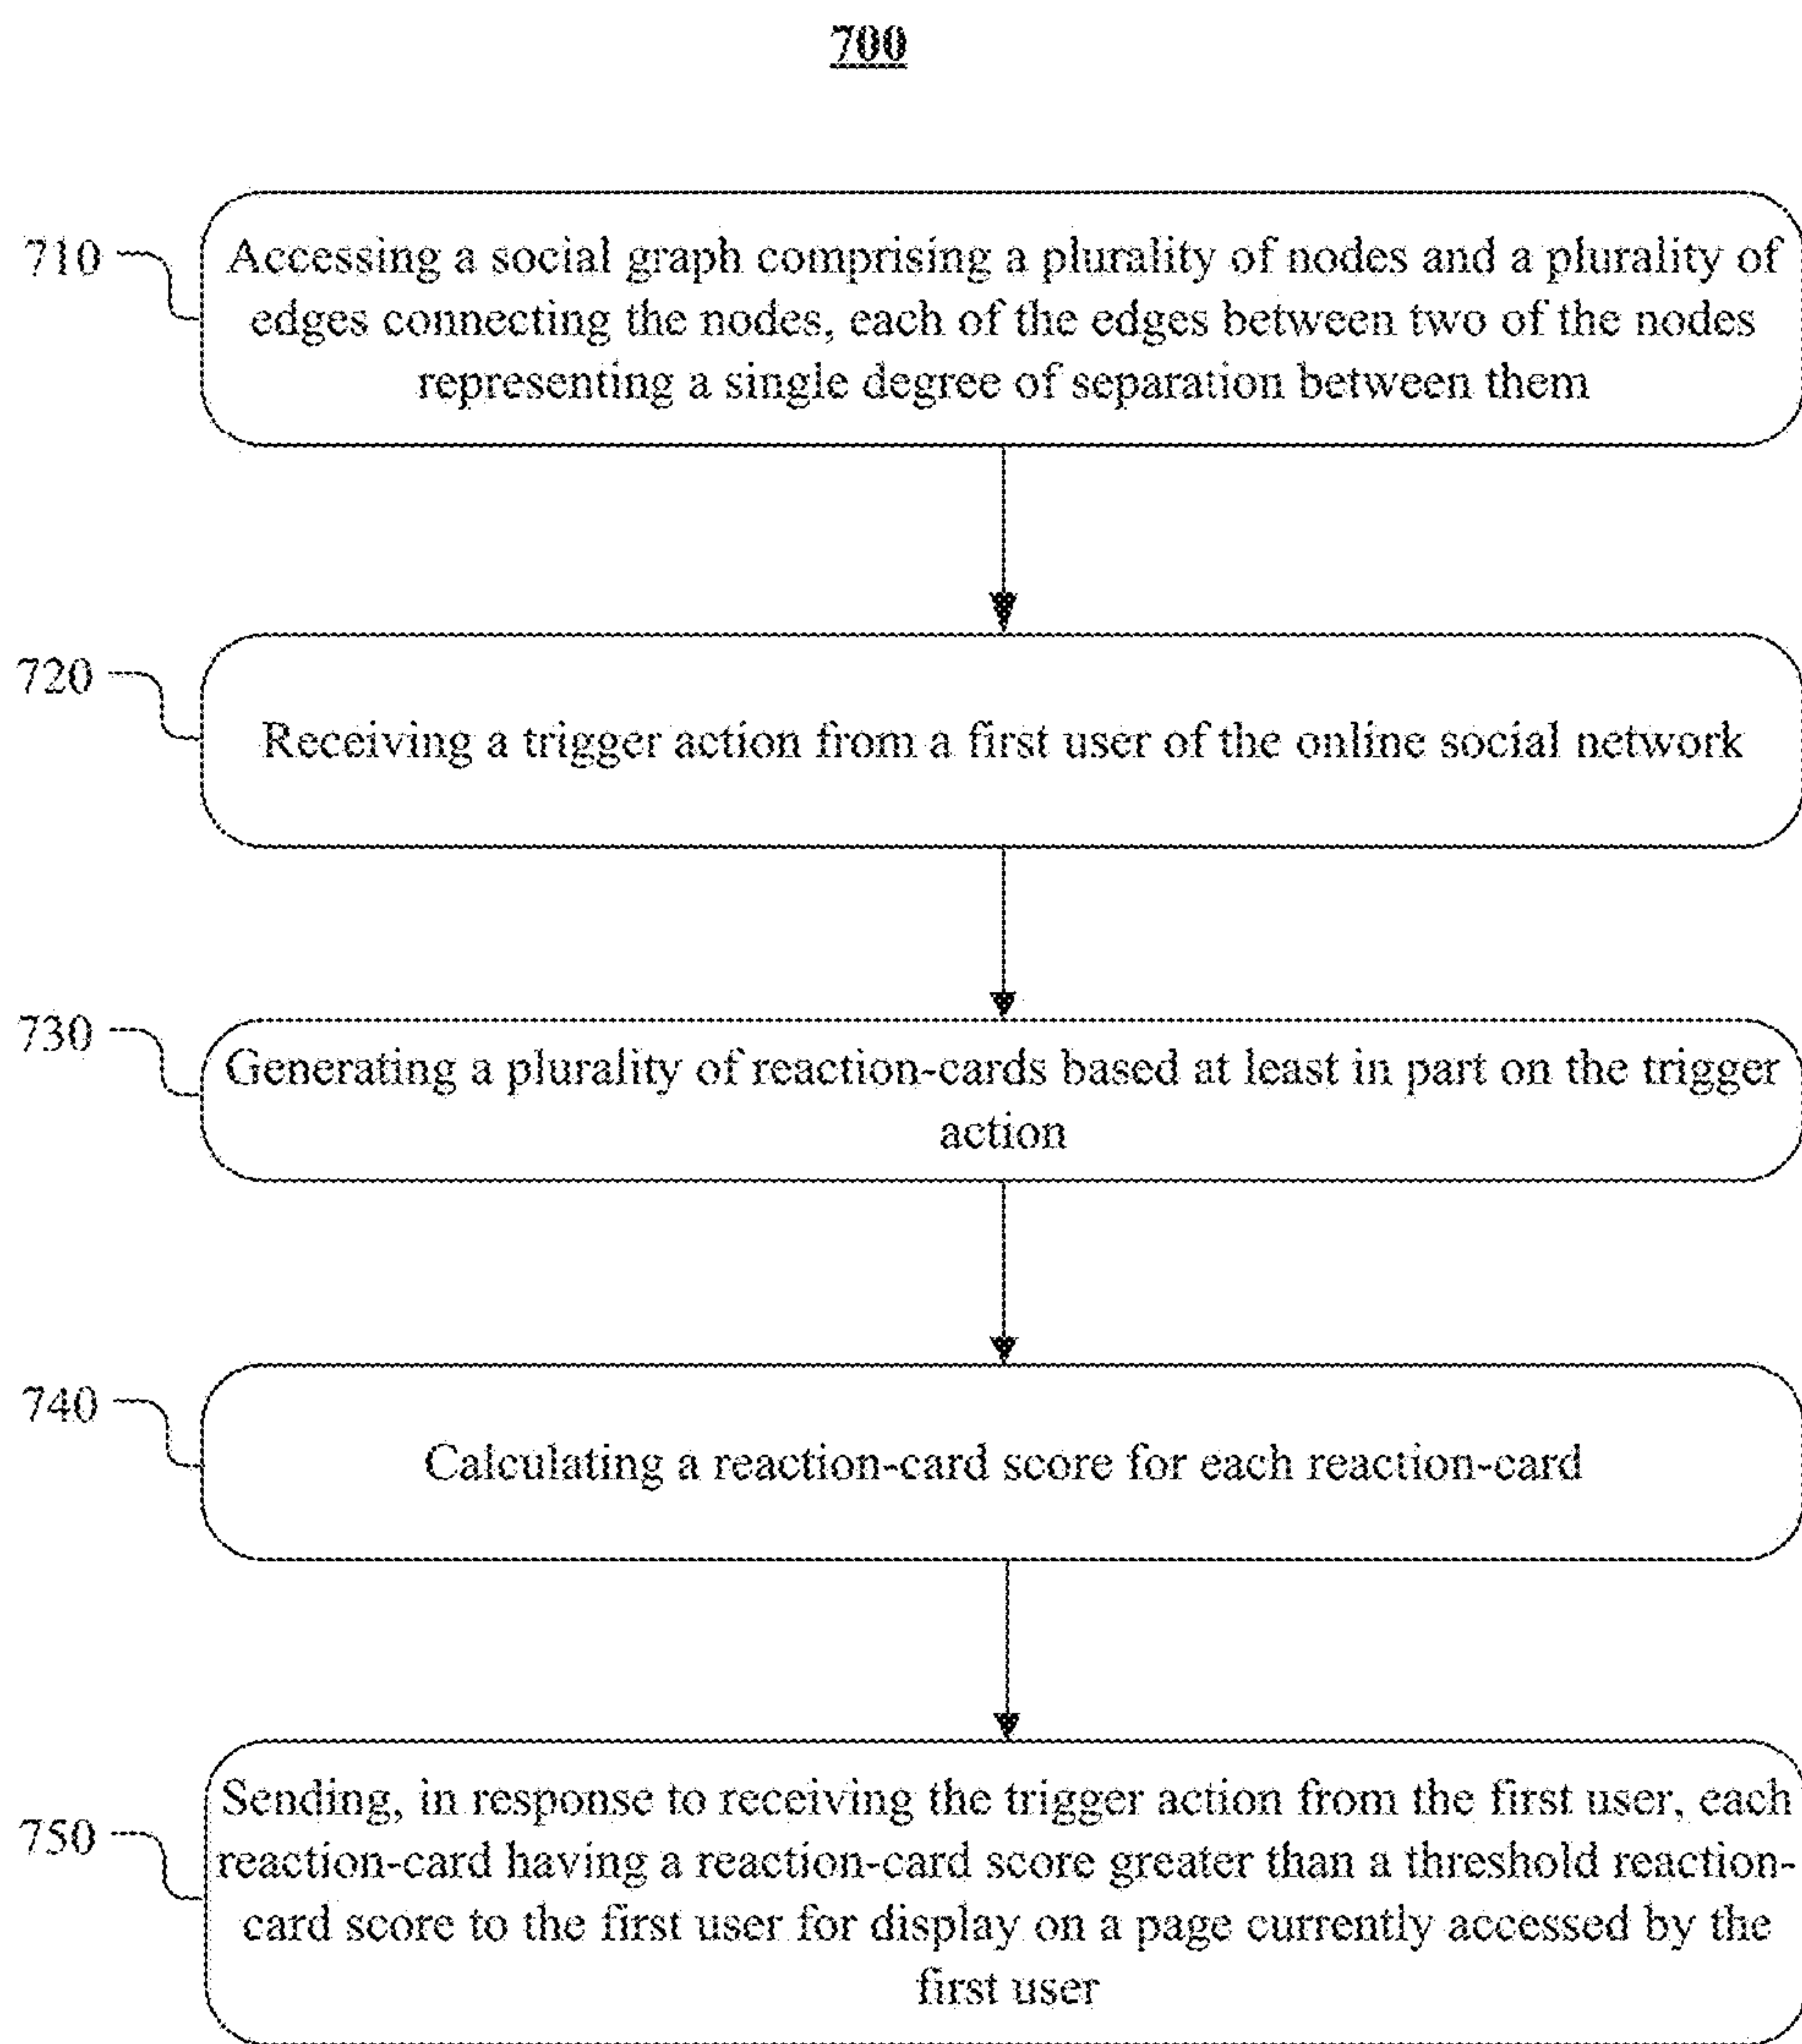 700
710
Accessing a social graph comprising a plurality of nodes and a plurality of
edges connecting the nodes, each of the edges between two of the nodes
representing a single degree of separation between them
720
Receiving a trigger action from a first user of the online social network
730
Generating a plurality of reaction-cards based at least in part on the trigger
action
740
Calculating a reaction-card score for each reaction-card
750
Sending, in response to receiving the trigger action from the first user, each
reaction-card having a reaction-card score greater than a threshold reaction-
card score to the first user for display on a page currently accessed by the
first user